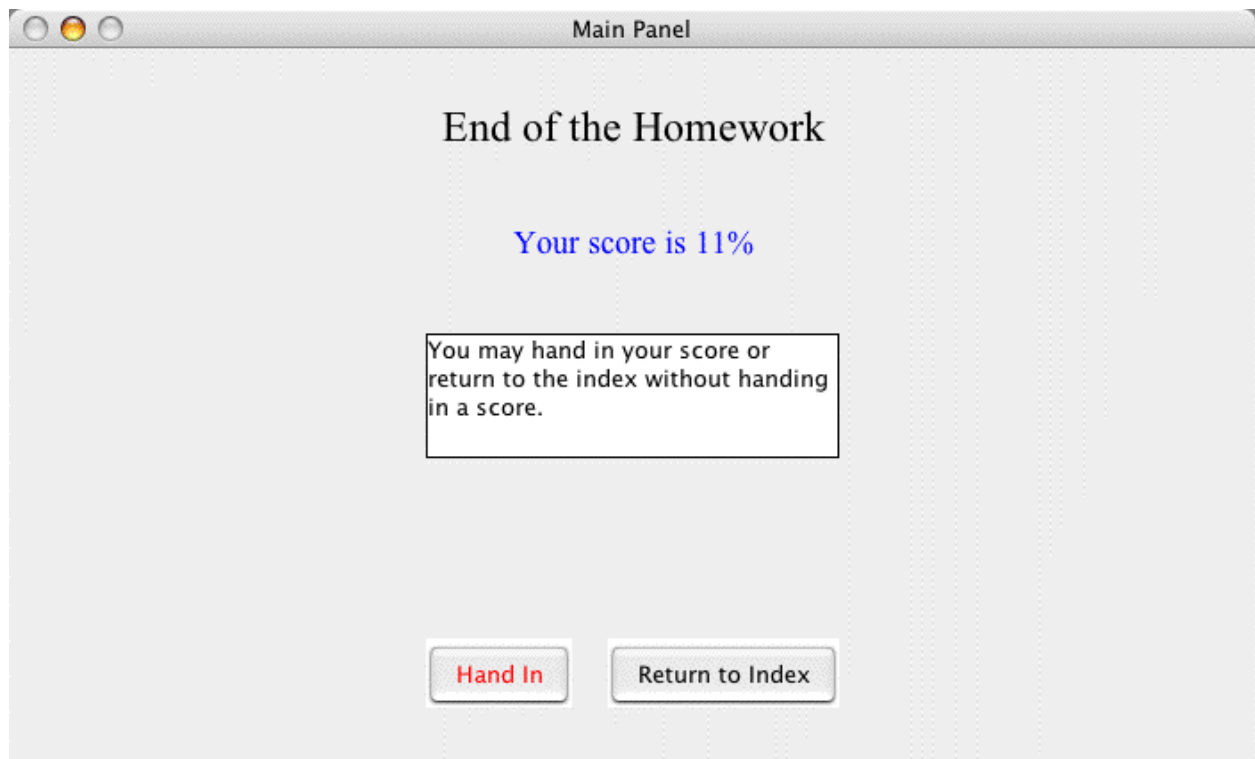 Main Panel
End of the Homework
Your score is 11%
You may hand in your score or
return to the index without handing
in a score.
Hand In
Return to Index